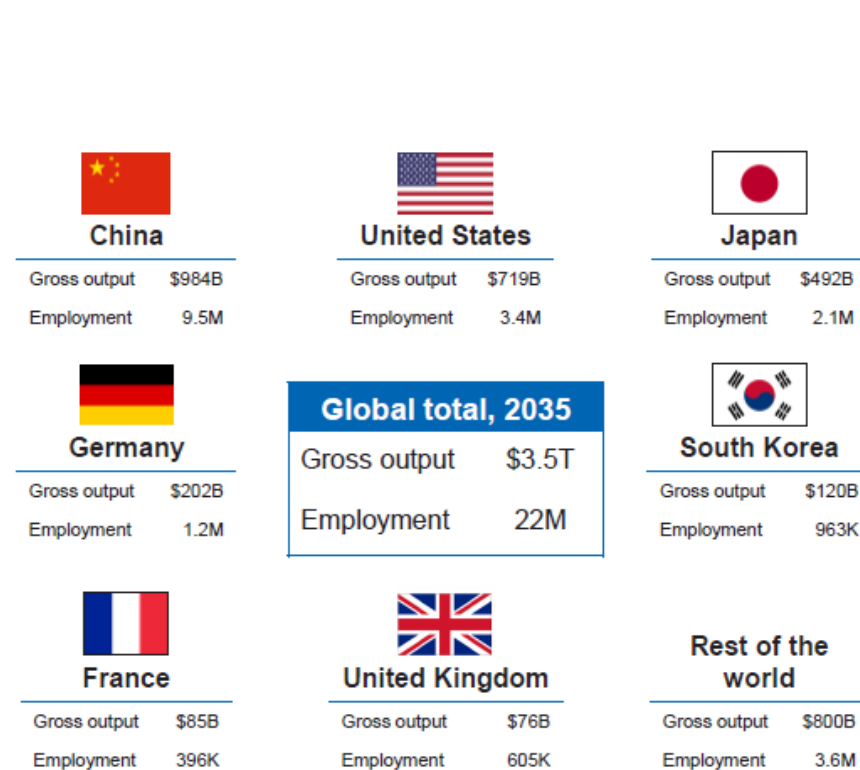 China
Gross output $984B
Employment 9.5M
United States
Gross output $719B
Employment 3.4M
Japan
Gross output $492B
Employment 2.1M
Germany
Gross output $202B
Employment 1.2M
Global total, 2035
Gross output $3.5T
Employment 22M
South Korea
Gross output $120B
Employment 963K
France
Gross output $85B
Employment 396K
United Kingdom
Gross output $76B
Employment 605K
Rest of the
world
Gross output $800B
Employment 3.6M